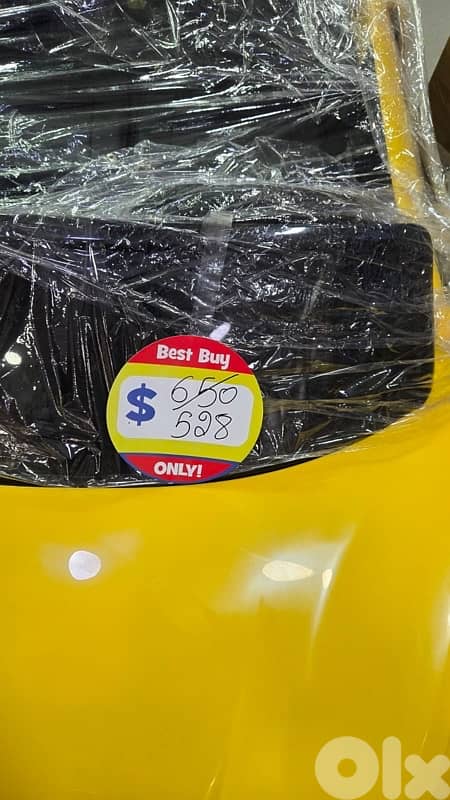 Best Buy
$ 650
528
ONLY!
Olx